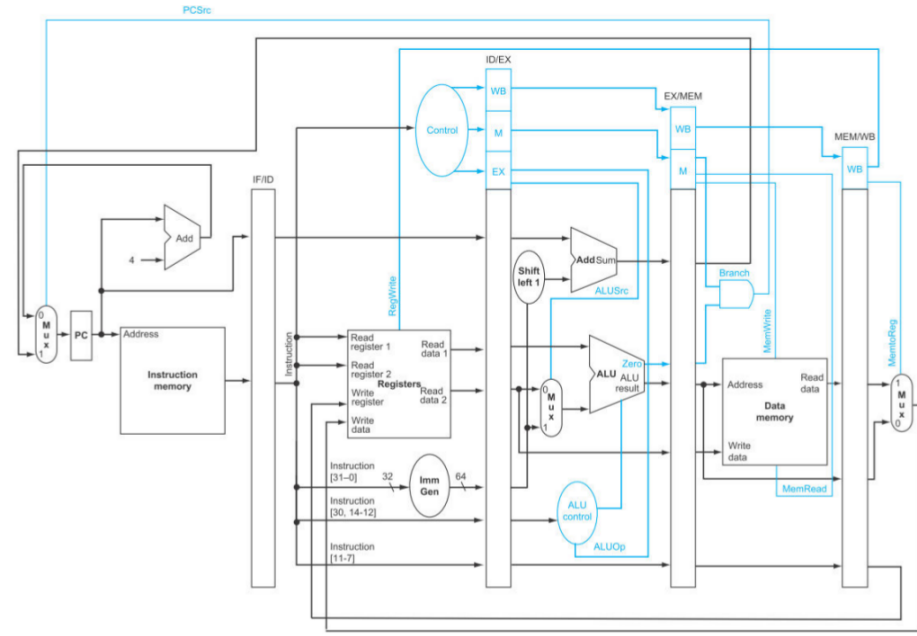 PCSrc
ID/EX
WB
EX/MEM
Control
M
WB
MEM/WB
EX
M
WB
IF/ID
Add
4
Add Sum
Shift
left 1
Branch
ALUSrc
RegWrite
MemWrite
MemtoReg
0
M
u
x
1
PC
Address
Instruction
memory
Instruction
Read
register 1
Read
data 1
Read
register 2
Registers
Write
register
Read
data 2
Write
data
Zero
ALU
ALU
result
0
M
u
x
1
Address
Read
data
Data
memory
Write
data
1
M
u
x
0
MemRead
Instruction
[31–0]
32
Imm
Gen
64
Instruction
[30, 14-12]
ALU
control
ALUOp
Instruction
[11-7]